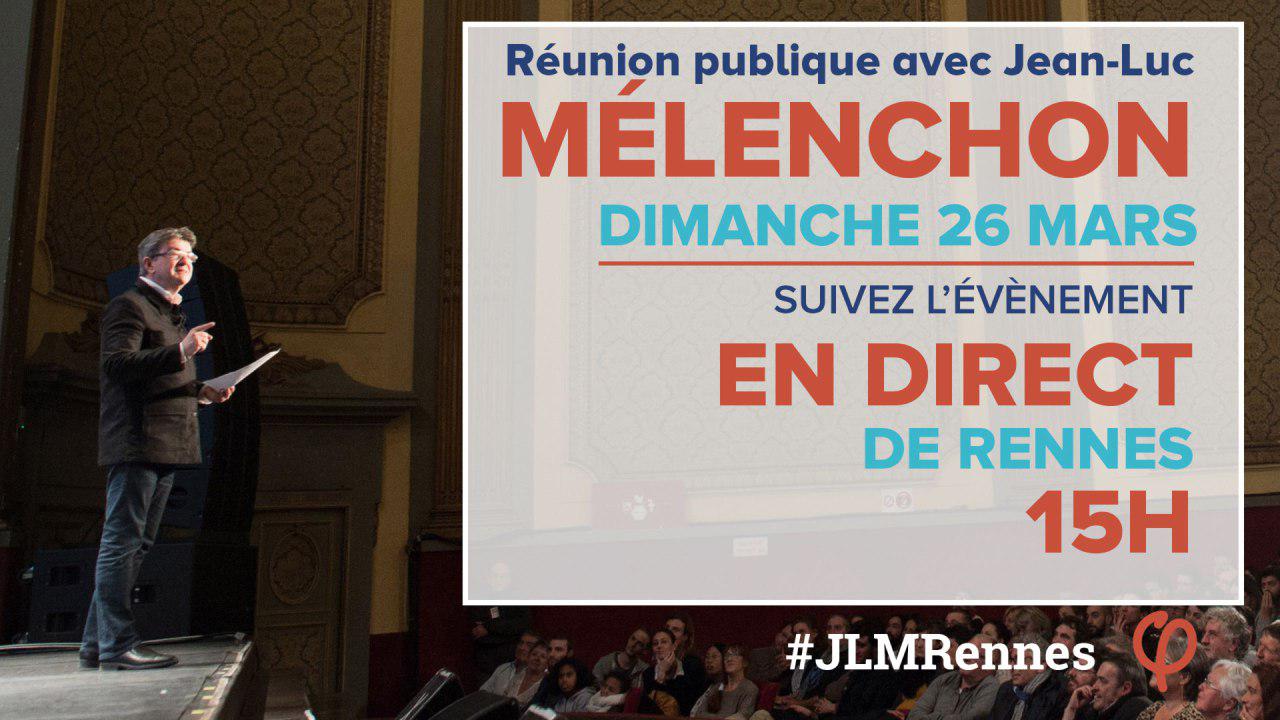 Réunion publique avec Jean-Luc
MÉLENCHON
DIMANCHE 26 MARS
SUIVEZ L’ÉVÈNEMENT
EN DIRECT
DE RENNES
15H
#JLMRennes
φ